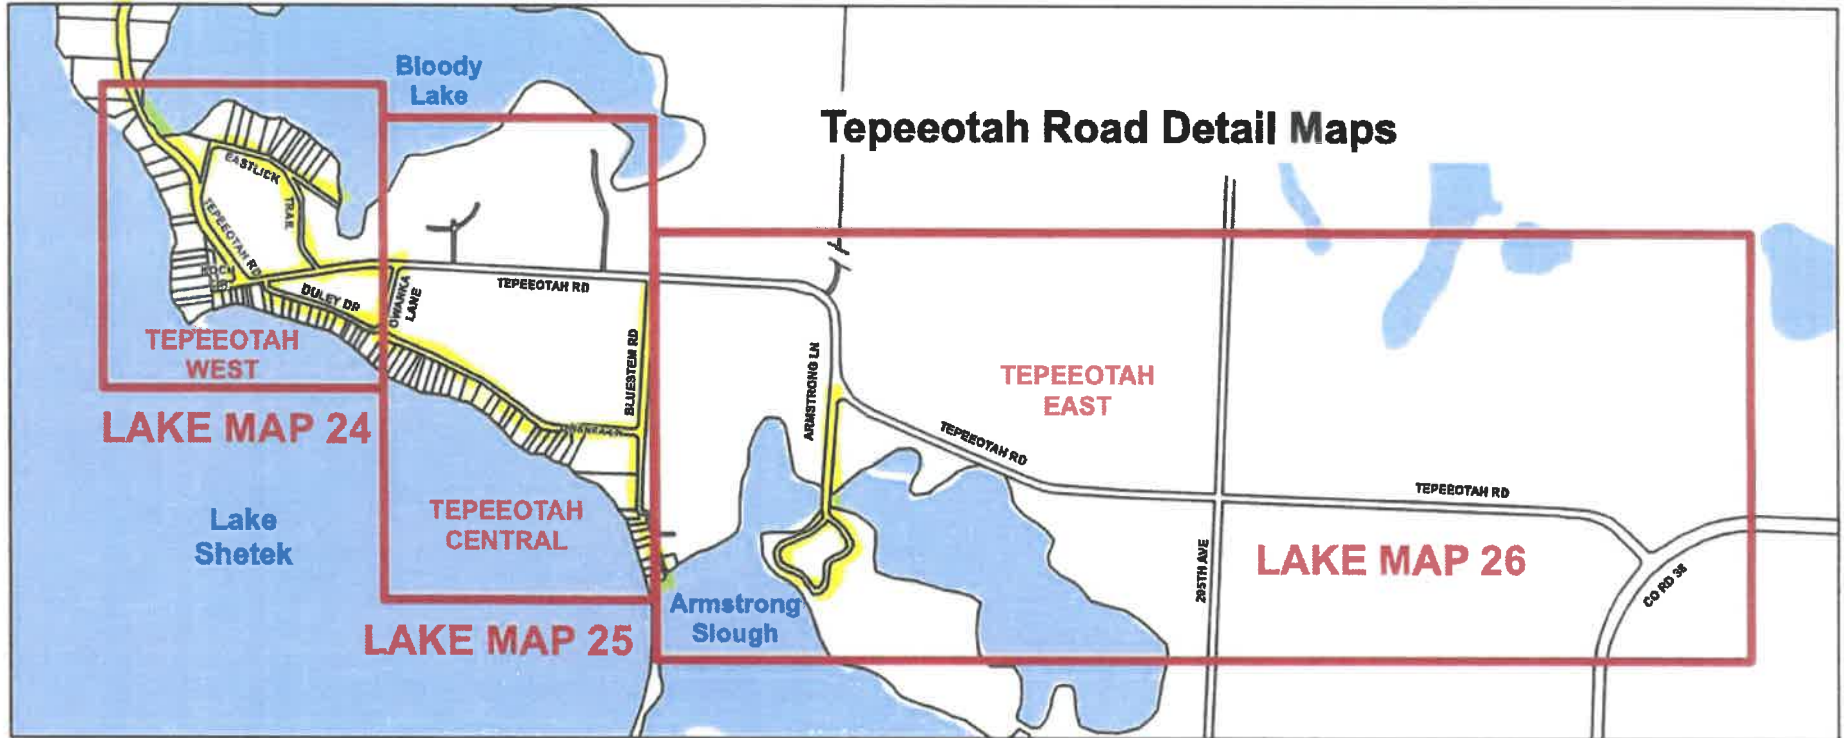 Bloody
Lake
Tepeeotah Road Detail Maps
EASTLICK
TRAIL
TEPEEOTAH RD
KOCH
DULEY DR
OWANKA
LANE
TEPEEOTAH RD
BLUESTEM RD
ARMSTRONG LN
TEPEEOTAH
WEST
TEPEEOTAH
EAST
LAKE MAP 24
TEPEEOTAH RD
TEPEEOTAH RD
Lake
Shetek
TEPEEOTAH
CENTRAL
205TH AVE
LAKE MAP 26
CO RD 38
Armstrong
Slough
LAKE MAP 25